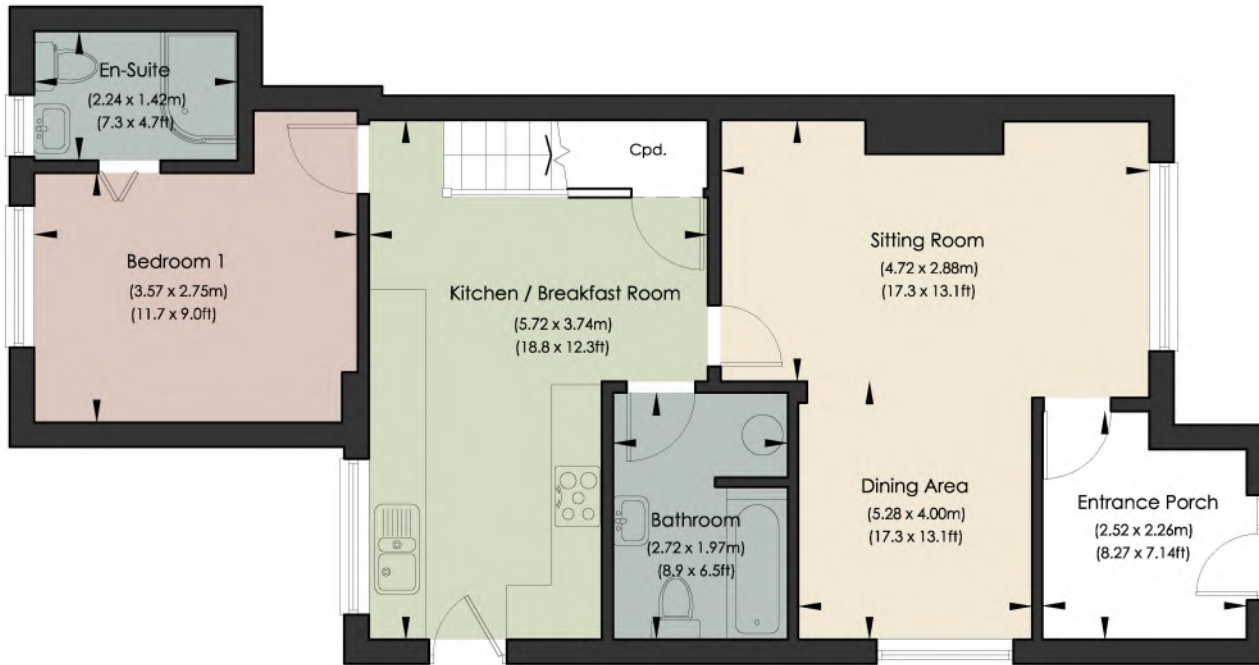 En-Suite
(2.24 x 1.42m)
(7.3 x 4.7ft)
Cpd.
Bedroom 1
(3.57 x 2.75m)
(11.7 x 9.0ft)
Kitchen / Breakfast Room
(5.72 x 3.74m)
(18.8 x 12.3ft)
Sitting Room
(4.72 x 2.88m)
(17.3 x 13.1ft)
Bathroom
(2.72 x 1.97m)
(8.9 x 6.5ft)
Dining Area
(5.28 x 4.00m)
(17.3 x 13.1ft)
Entrance Porch
(2.52 x 2.26m)
(8.27 x 7.14ft)